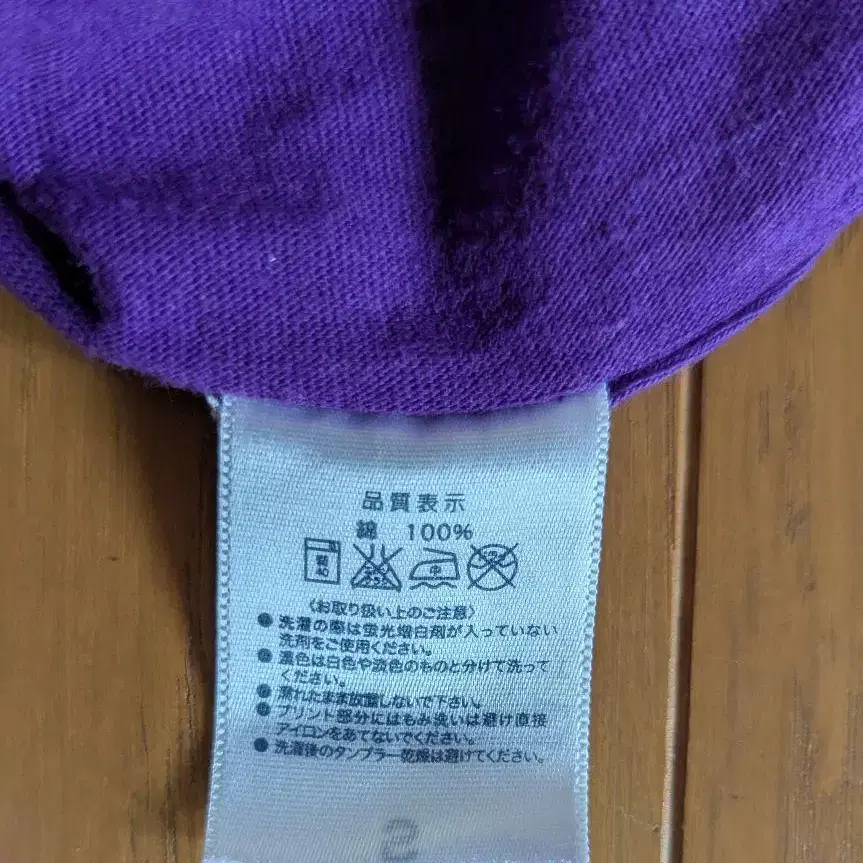 品質表示
綿 100%
弱
40
中
〈お取り扱い上のご注意〉
● 洗濯の際は蛍光増白剤が入っていない
洗剤をご使用ください。
● 濃色は白色や淡色のものと分けて洗って
ください。
● 濡れたまま放置しないで下さい。
● プリント部分にはもみ洗いは避け直接
アイロンをあてないでください。
● 洗濯後のタンブラー乾燥は避けてください。